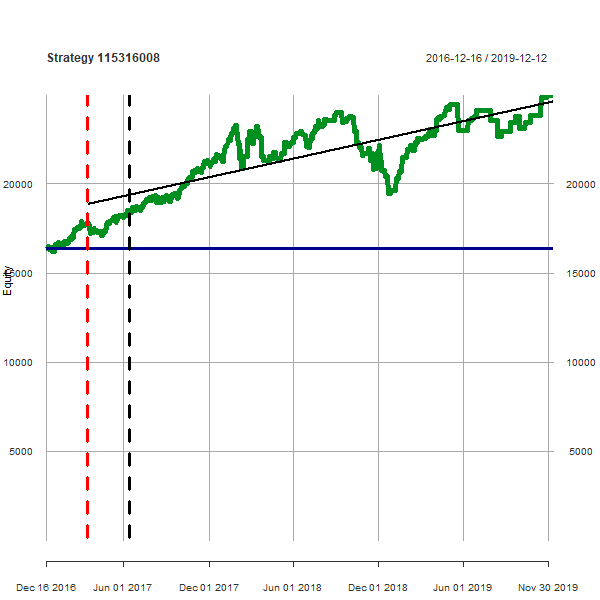 Strategy 115316008
2016-12-16 / 2019-12-12
20000 20000
Equity
15000 15000
10000 10000
5000 5000
Dec 16 2016 Jun 01 2017 Dec 01 2017 Jun 01 2018 Dec 01 2018 Jun 01 2019 Nov 30 2019